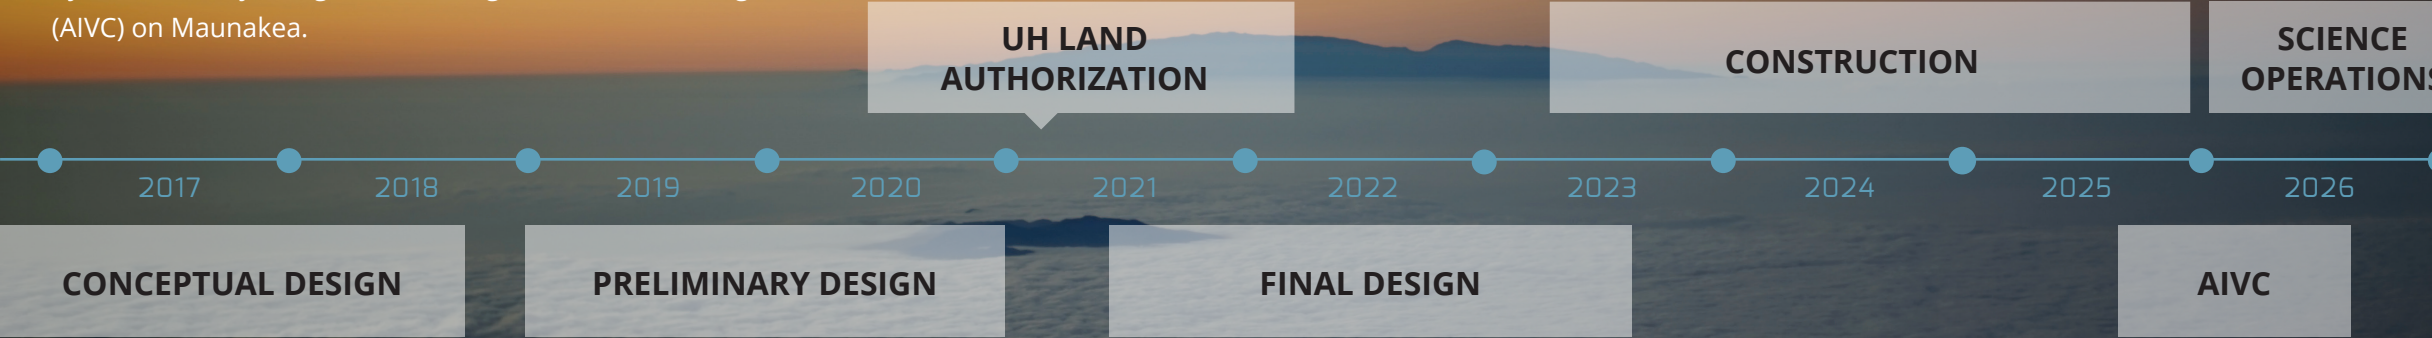 (AIVC) on Maunakea.
UH LAND
AUTHORIZATION
CONSTRUCTION
SCIENCE
OPERATIONS
2017 2018 2019 2020 2021 2022 2023 2024 2025 2026
CONCEPTUAL DESIGN
PRELIMINARY DESIGN
FINAL DESIGN
AIVC